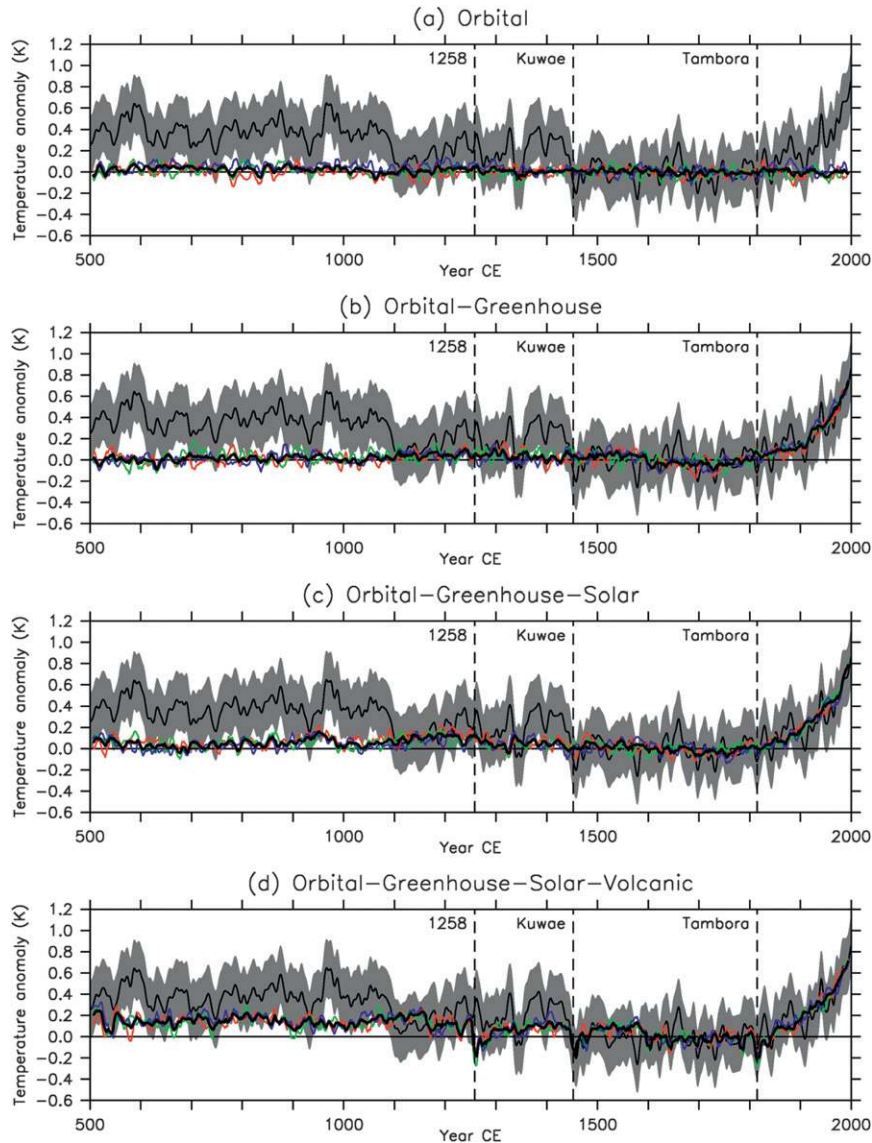 (a) Orbital
Temperature anomaly (K)
1.2
1.0
0.8
0.6
0.4
0.2
0.0
−0.2
−0.4
−0.6
1258 Kuwae Tambora
500 1000 1500 2000
Year CE
(b) Orbital−Greenhouse
Temperature anomaly (K)
1.2
1.0
0.8
0.6
0.4
0.2
0.0
−0.2
−0.4
−0.6
1258 Kuwae Tambora
500 1000 1500 2000
Year CE
(c) Orbital−Greenhouse−Solar
Temperature anomaly (K)
1.2
1.0
0.8
0.6
0.4
0.2
0.0
−0.2
−0.4
−0.6
1258 Kuwae Tambora
500 1000 1500 2000
Year CE
(d) Orbital−Greenhouse−Solar−Volcanic
Temperature anomaly (K)
1.2
1.0
0.8
0.6
0.4
0.2
0.0
−0.2
−0.4
−0.6
1258 Kuwae Tambora
500 1000 1500 2000
Year CE